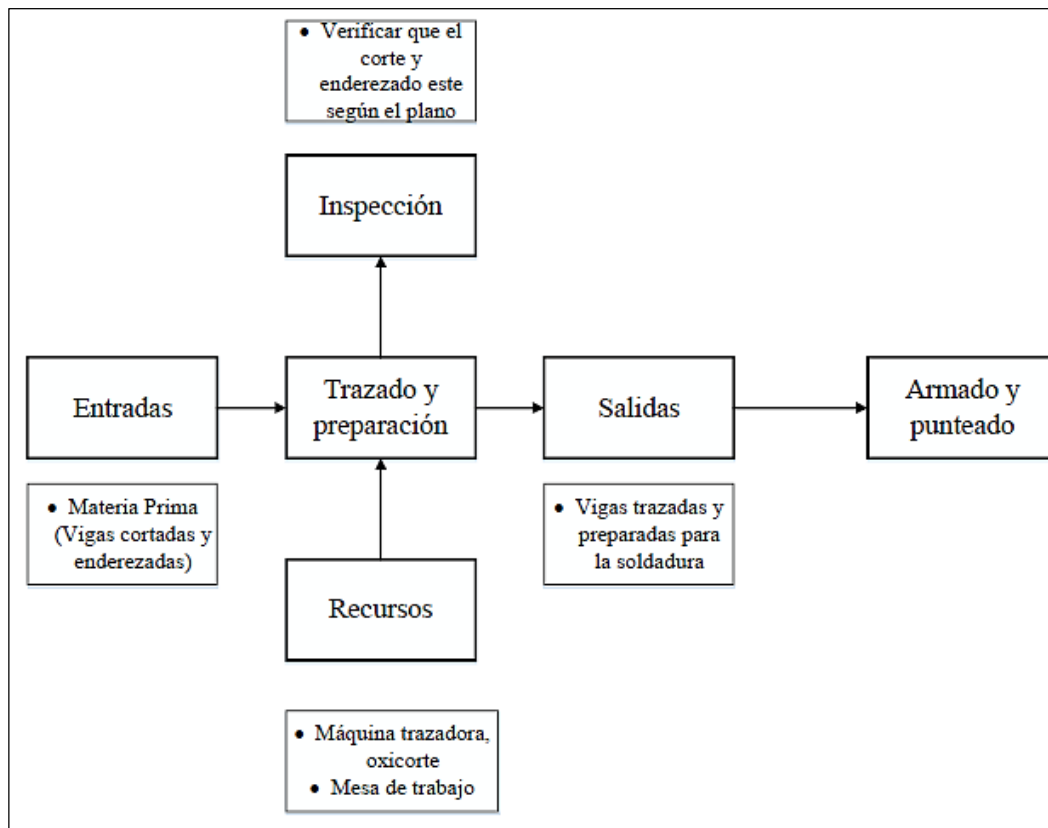 • Verificar que el
corte y
enderezado este
según el plano
Inspección
Entradas
Trazado y
preparación
Salidas
Armado y
punteado
• Materia Prima
(Vigas cortadas y
enderezadas)
• Vigas trazadas y
preparadas para
la soldadura
Recursos
• Máquina trazadora,
oxicorte
• Mesa de trabajo